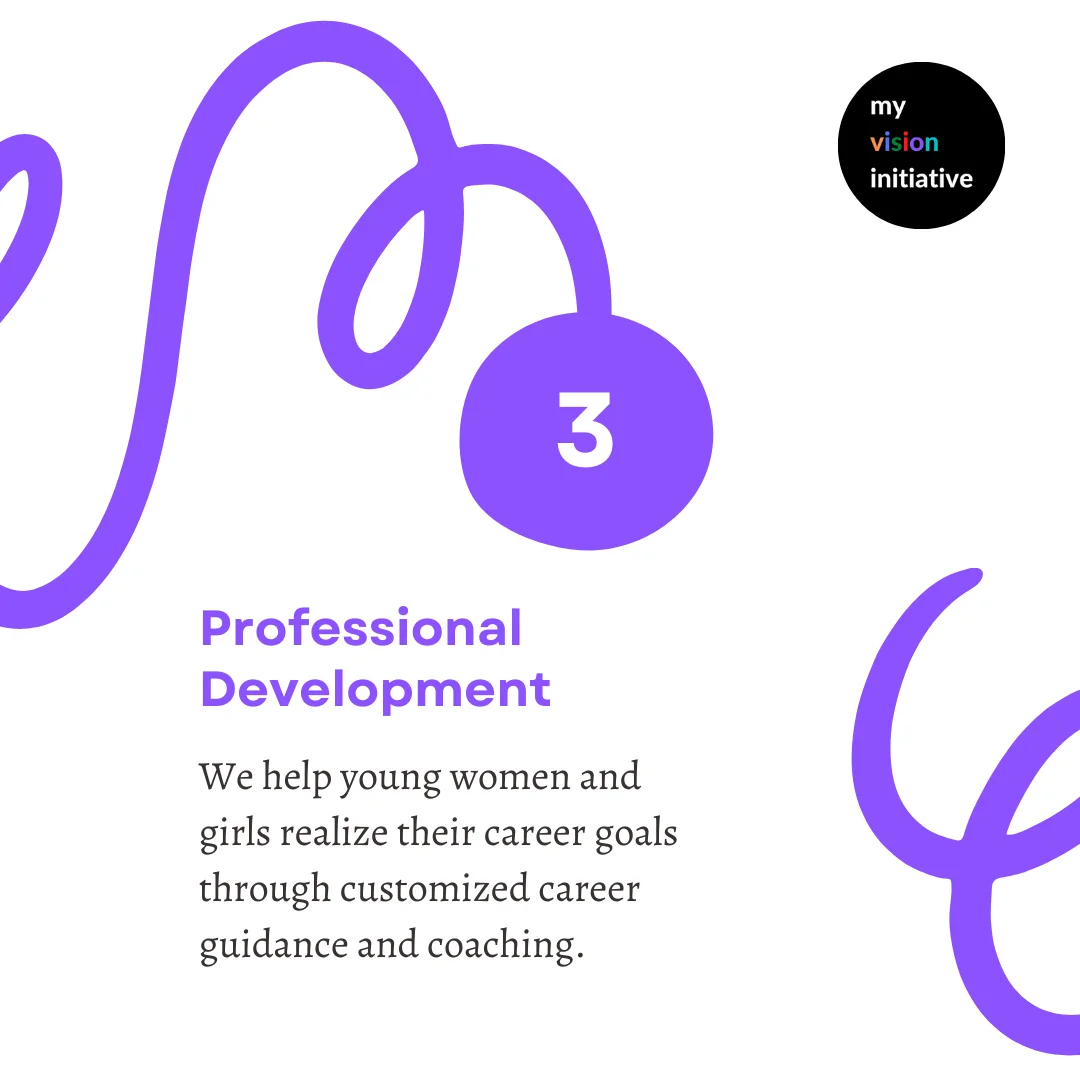 my
vision
initiative
3
Professional
Development
We help young women and
girls realize their career goals
through customized career
guidance and coaching.